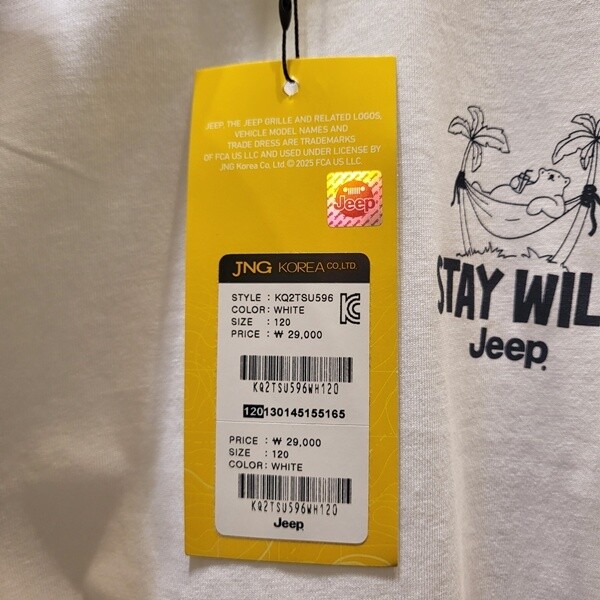 JEEP, THE JEEP GRILLE AND RELATED LOGOS,
VEHICLE MODEL NAMES AND
TRADE DRESS ARE TRADEMARKS
OF FCA US LLC AND USED UNDER LICENSE BY
JNG Korea Co, Ltd © 2025 FCA US LLC
Jeep
JNG KOREA CO.,LTD.
STYLE : KQ2TSU596
COLOR: WHITE
SIZE : 120
PRICE : ₩ 29,000
KQ2TSU596WH120
120130145155165
PRICE : ₩ 29,000
SIZE : 120
COLOR: WHITE
KQ2TSU596WH120
Jeep
STAY WIL
Jeep